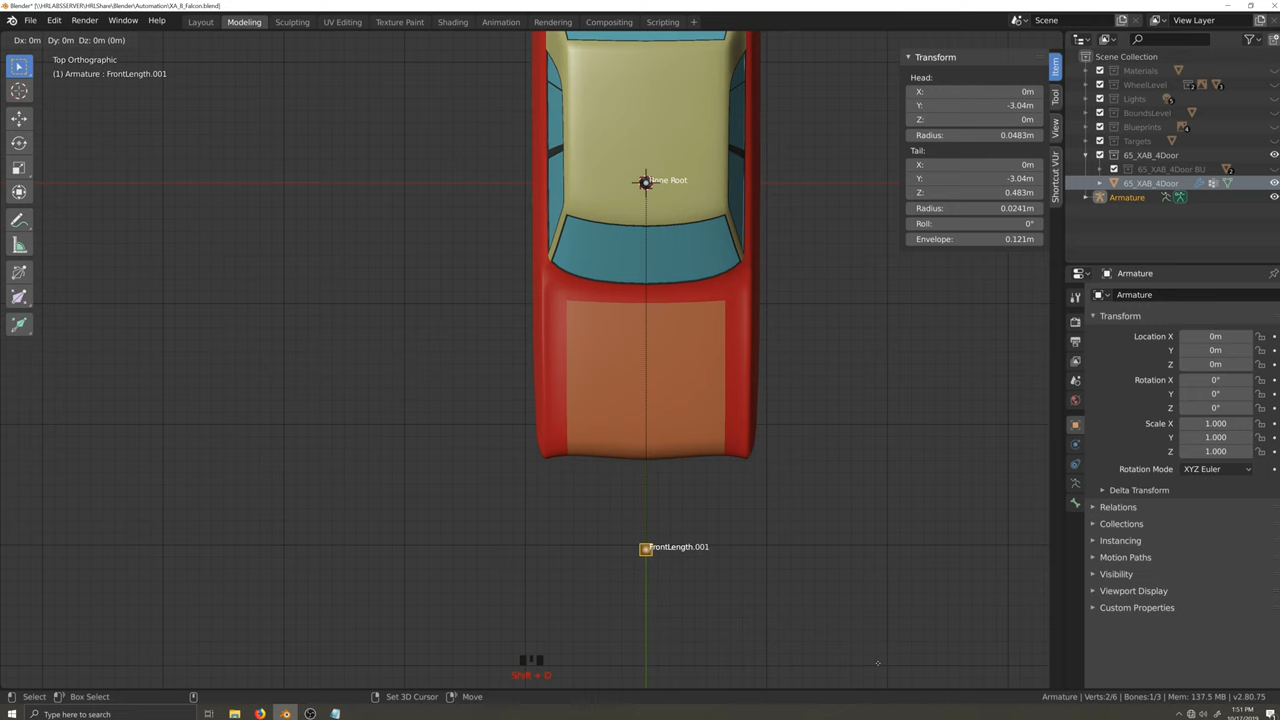 Blender* [\\HRLABSSERVER\HRLShare\Blender\Automation\XA_B_Falcon.blend]
File Edit Render Window Help
Layout Modeling Sculpting UV Editing Texture Paint Shading Animation Rendering Compositing Scripting +
Scene
View Layer
Dx: 0m Dy: 0m Dz: 0m (0m)
Top Orthographic
(1) Armature : FrontLength.001
Transform
Head:
X: 0m
Y: -3.04m
Z: 0m
Radius: 0.0483m
Tail:
X: 0m
Y: -3.04m
Z: 0.483m
Radius: 0.0241m
Roll: 0°
Envelope: 0.121m
Item
Tool
View
Shortcut VUr
Bone Root
FrontLength.001
Shift + D
Scene Collection
Materials
WheelLevel
Lights
BoundsLevel
Blueprints
Targets
65_XAB_4Door
65_XAB_4Door BU
65_XAB_4Door
Armature
Armature
Armature
Transform
Location X 0m
Y 0m
Z 0m
Rotation X 0°
Y 0°
Z 0°
Scale X 1.000
Y 1.000
Z 1.000
Rotation Mode XYZ Euler
Delta Transform
Relations
Collections
Instancing
Motion Paths
Visibility
Viewport Display
Custom Properties
Select Box Select Set 3D Cursor Move
Armature | Verts:2/6 | Bones:1/3 | Mem: 137.5 MB | v2.80.75
Type here to search
1:51 PM
10/17/2019